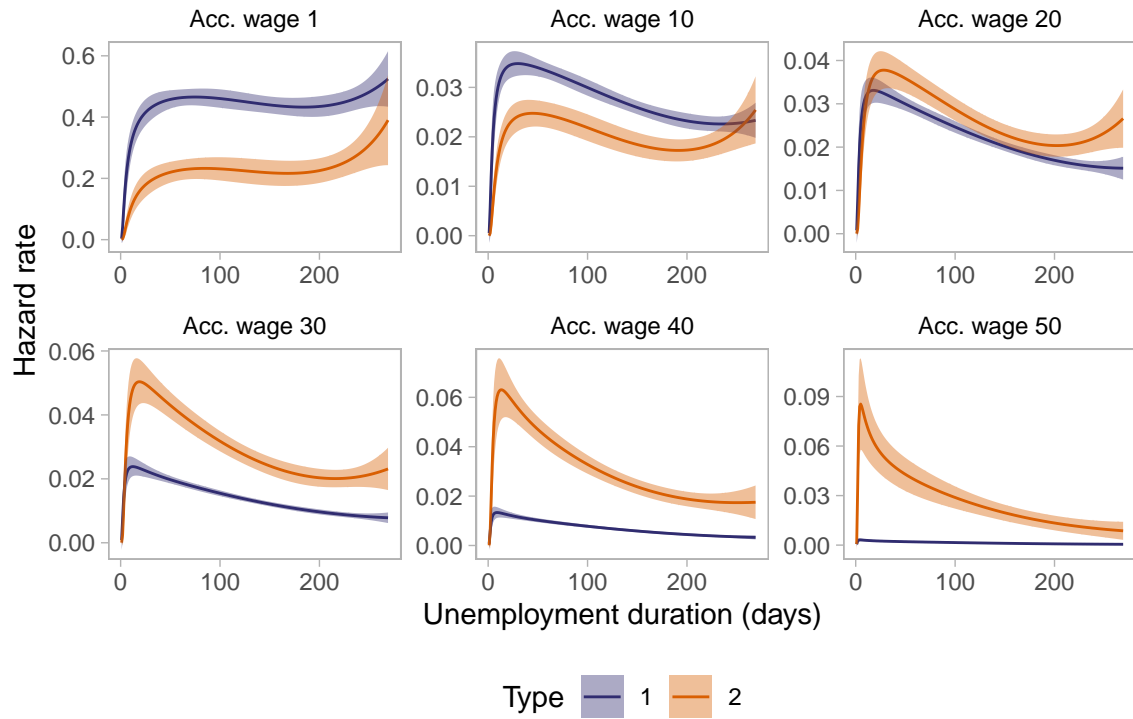 Acc. wage 1
Acc. wage 10
Acc. wage 20
0.6
0.4
0.2
0.0
0.03
0.02
0.01
0.00
0.04
0.03
0.02
0.01
0.00
0 100 200
0 100 200
0 100 200
Hazard rate
Acc. wage 30
Acc. wage 40
Acc. wage 50
0.06
0.04
0.02
0.00
0.06
0.04
0.02
0.00
0.09
0.06
0.03
0.00
0 100 200
0 100 200
0 100 200
Unemployment duration (days)
Type 1 2